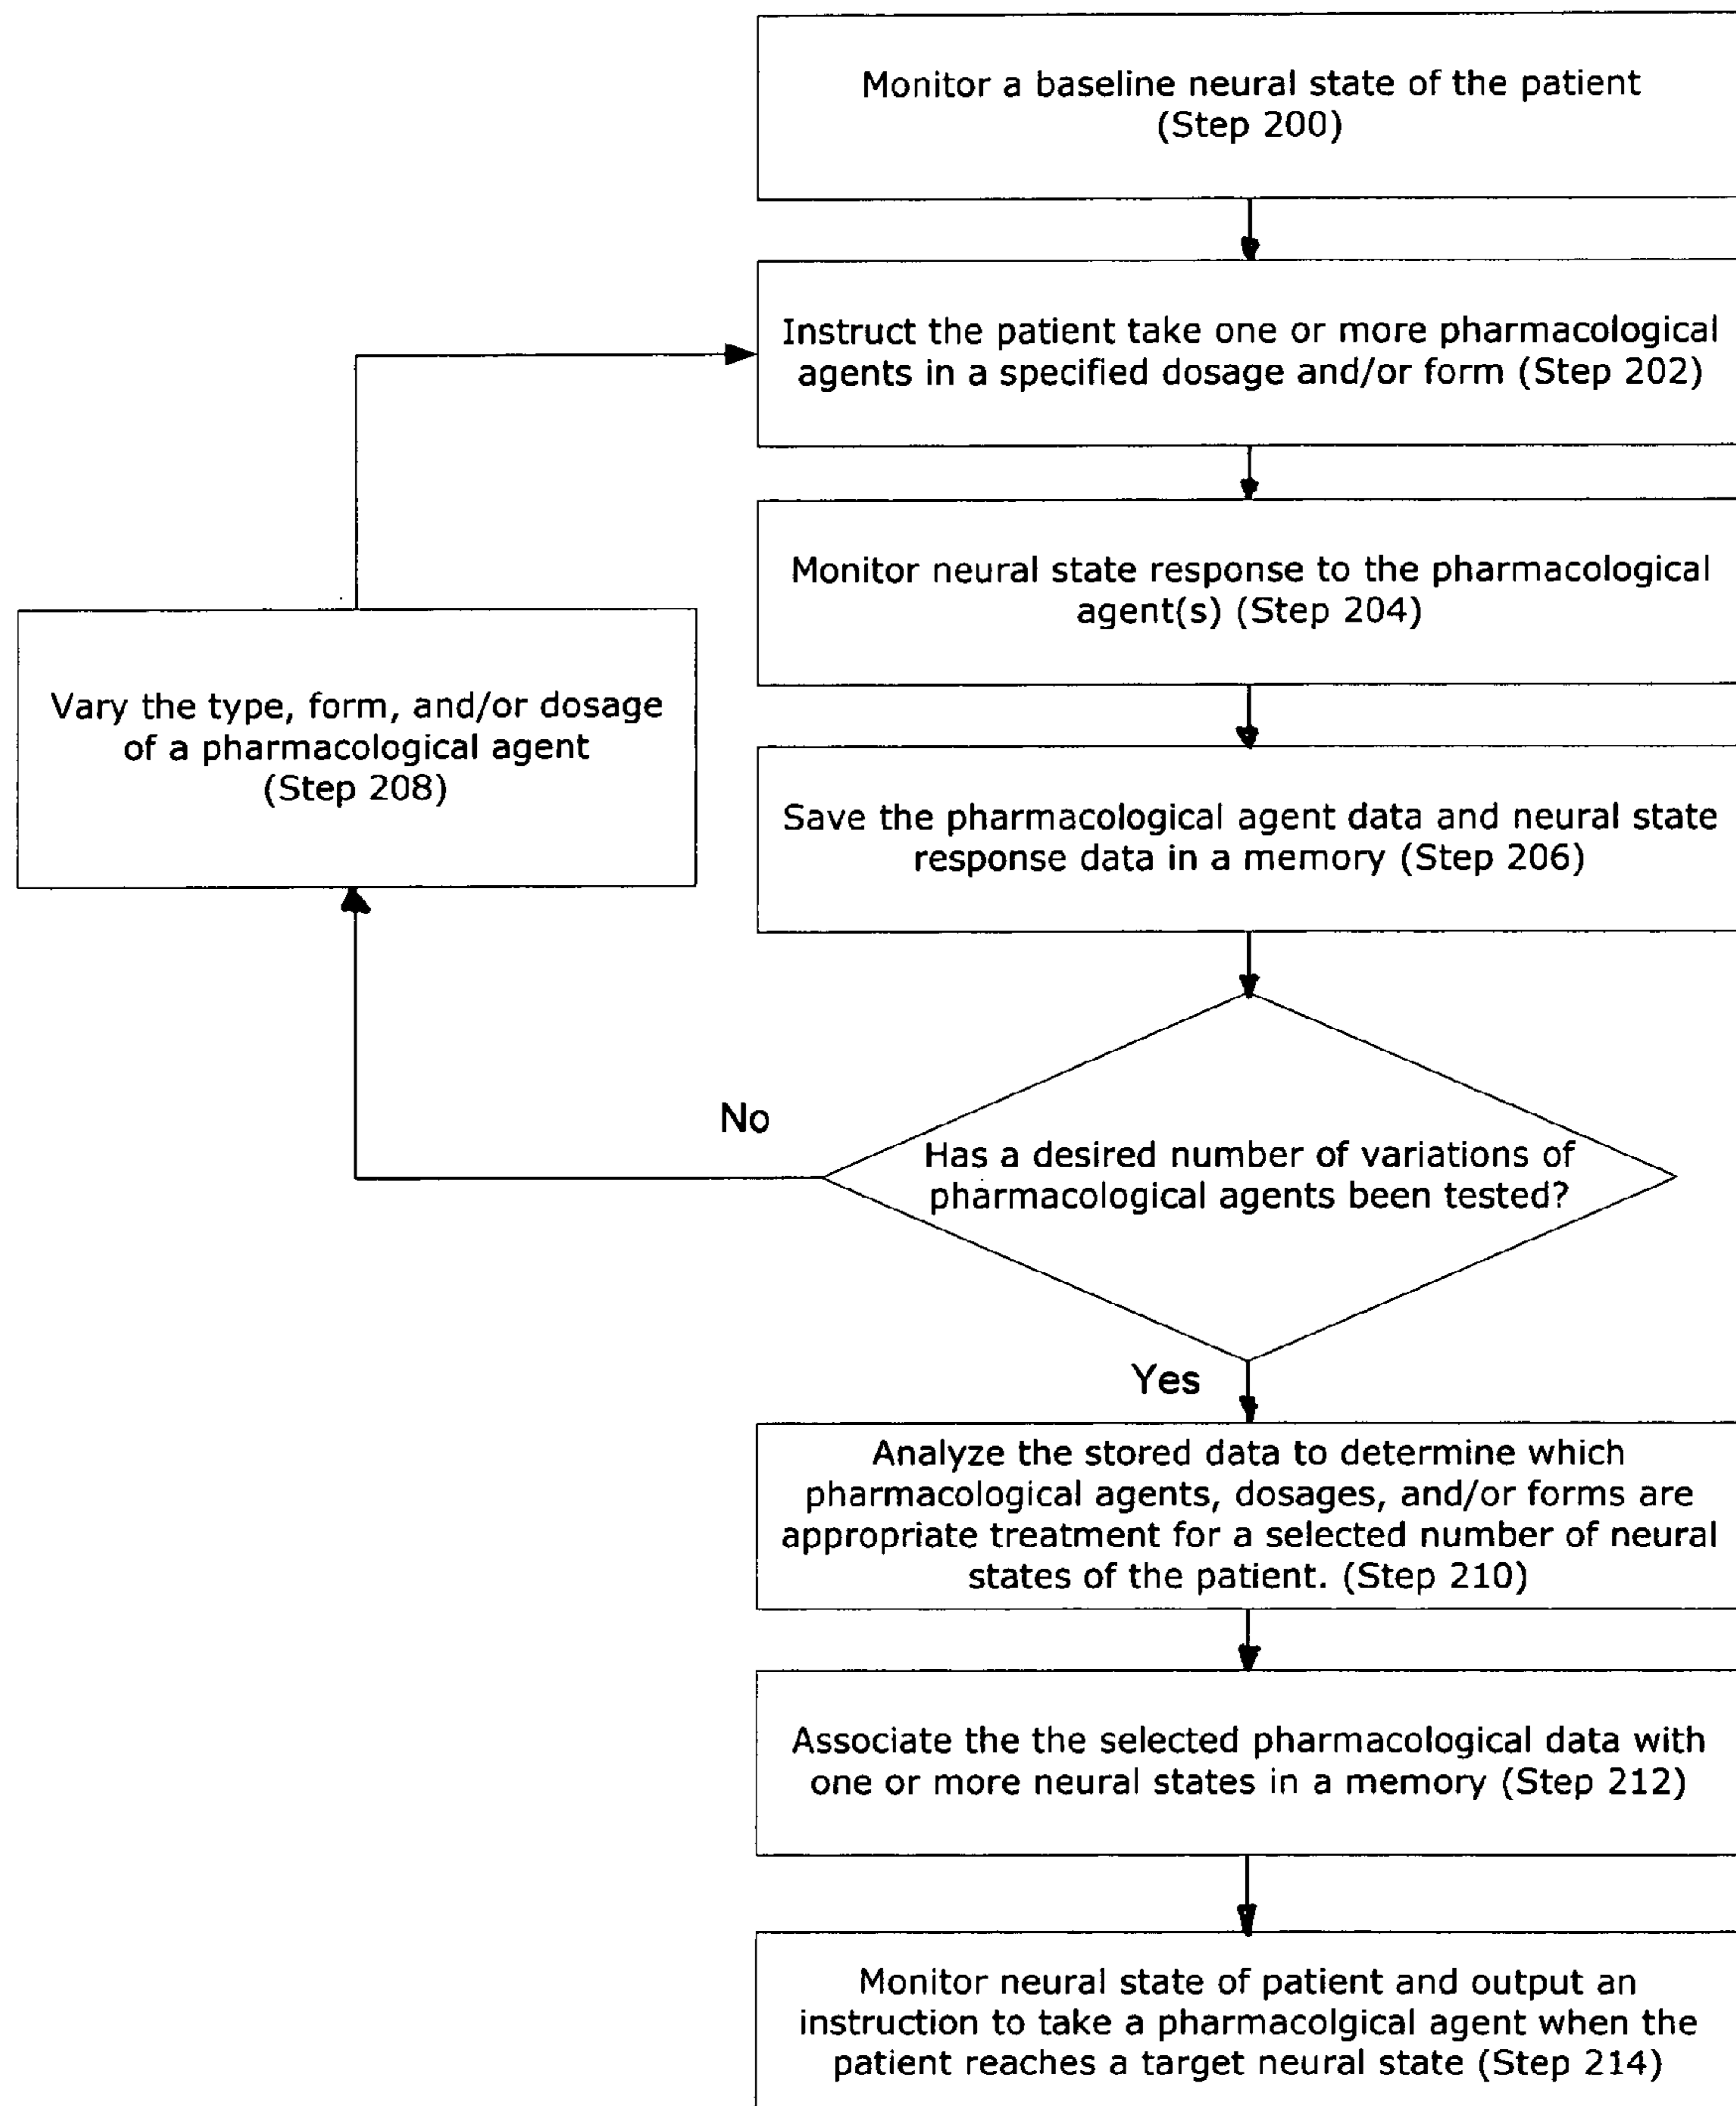 Monitor a baseline neural state of the patient
(Step 200)
Instruct the patient take one or more pharmacological
agents in a specified dosage and/or form (Step 202)
Monitor neural state response to the pharmacological
agent(s) (Step 204)
Vary the type, form, and/or dosage
of a pharmacological agent
(Step 208)
Save the pharmacological agent data and neural state
response data in a memory (Step 206)
No
Has a desired number of variations of
pharmacological agents been tested?
Yes
Analyze the stored data to determine which
pharmacological agents, dosages, and/or forms are
appropriate treatment for a selected number of neural
states of the patient. (Step 210)
Associate the the selected pharmacological data with
one or more neural states in a memory (Step 212)
Monitor neural state of patient and output an
instruction to take a pharmacolgical agent when the
patient reaches a target neural state (Step 214)